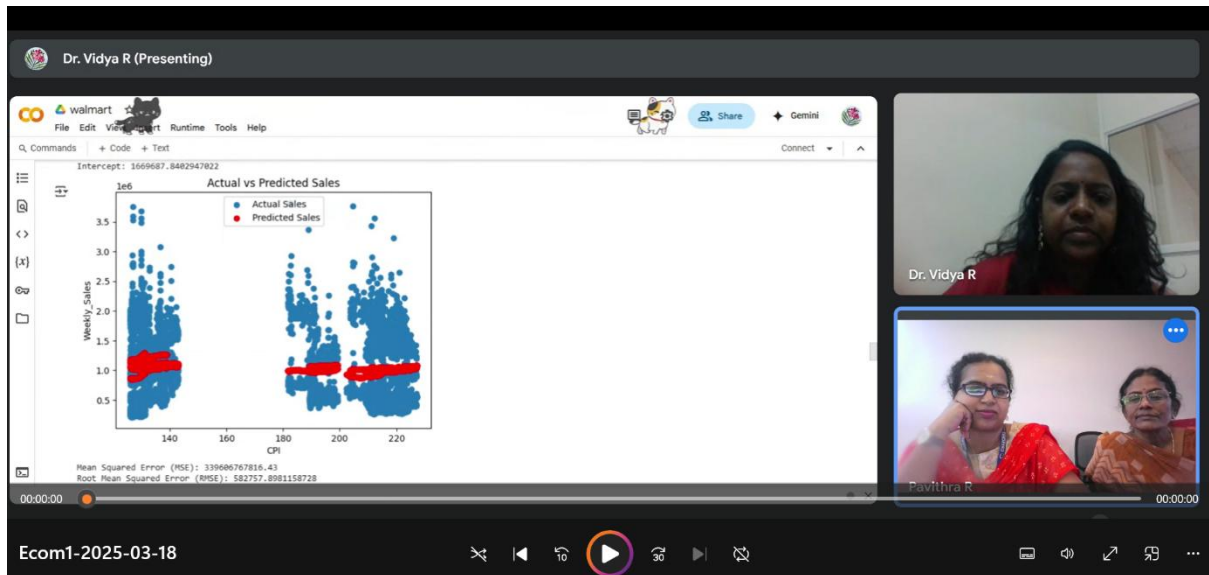 Dr. Vidya R (Presenting)
walmart
File Edit View Insert Runtime Tools Help
Share
Gemini
Commands + Code + Text
Connect
Intercept: 1669687.8402947022
1e6
Actual vs Predicted Sales
Actual Sales
Predicted Sales
3.5
3.0
2.5
2.0
1.5
1.0
0.5
Weekly_Sales
140 160 180 200 220
CPI
Mean Squared Error (MSE): 339606767816.43
Root Mean Squared Error (RMSE): 582757.8981158728
Dr. Vidya R
Pavithra R
00:00:00
00:00:00
Ecom1-2025-03-18
10
30